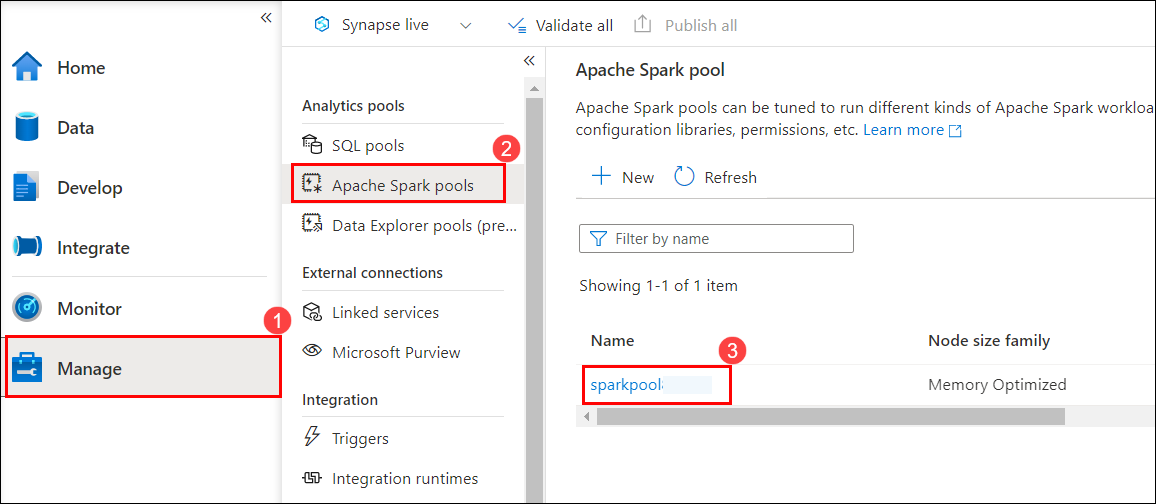 Home
Data
Develop
Integrate
Monitor
1
Manage
Synapse live
Validate all
Publish all
Analytics pools
SQL pools
2
Apache Spark pools
Data Explorer pools (pre...
External connections
Linked services
Microsoft Purview
Integration
Triggers
Integration runtimes
Apache Spark pool
Apache Spark pools can be tuned to run different kinds of Apache Spark
configuration libraries, permissions, etc. Learn more
New Refresh
Filter by name
Showing 1-1 of 1 item
Name Node size family
3
sparkpool Memory Optimized